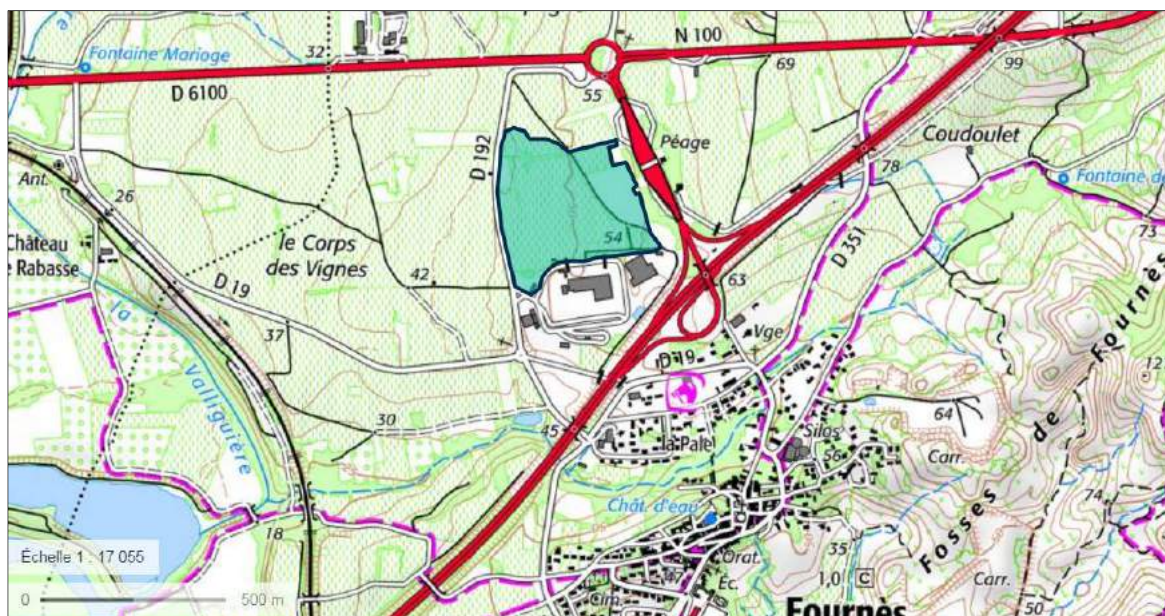 N 100
Fontaine Mariage
32
69
99
D 6100
55
Péage
Coudoulet
D 192
78
Ant.
Fontaine de
26
Château
Rabasse
le Corps
des Vignes
54
D 351
73
D 19
42
63
Fournès
la Valliguière
37
Vge
D 19
12
30
64
45
la Pale
Silos
de
56
Carr.
Chât. d'eau
74
Fosses
18
Échelle 1 : 17 055
Orat.
35
47
Éc.
1,0
C
Carr.
0
500 m
Cim.
Fournès
50